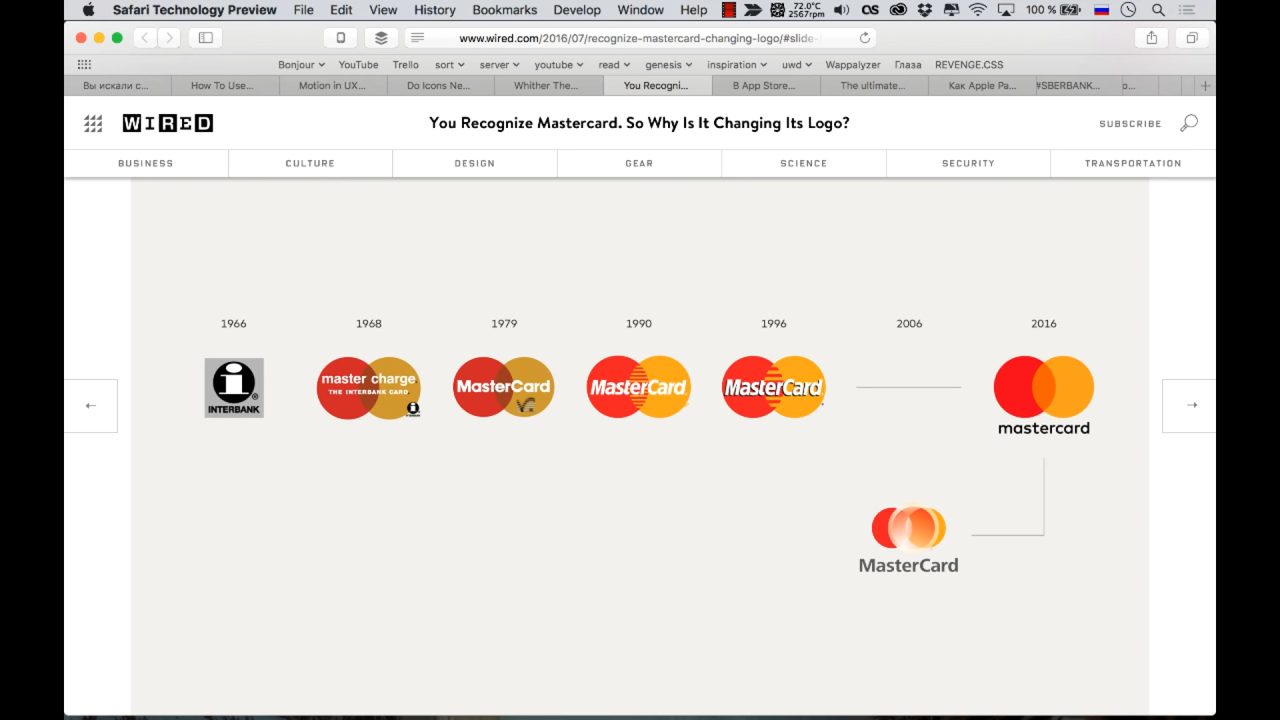 Safari Technology Preview File Edit View History Bookmarks Develop Window Help 72.0°C 2567rpm 100 %
www.wired.com/2016/07/recognize-mastercard-changing-logo/#slide-
Bonjour YouTube Trello sort server youtube read genesis inspiration uwd Wappalyzer Глаза REVENGE.CSS
Вы искали с... How To Use... Motion in UX... Do Icons Ne... Whither The... You Recogni... B App Store... The ultimate... Как Apple Pa... #SBERBANK...
WIRED You Recognize Mastercard. So Why Is It Changing Its Logo? SUBSCRIBE
BUSINESS CULTURE DESIGN GEAR SCIENCE SECURITY TRANSPORTATION
1966 1968 1979 1990 1996 2006 2016
i INTERBANK ®
master charge
THE INTERBANK CARD
MasterCard
MasterCard
MasterCard
mastercard
MasterCard